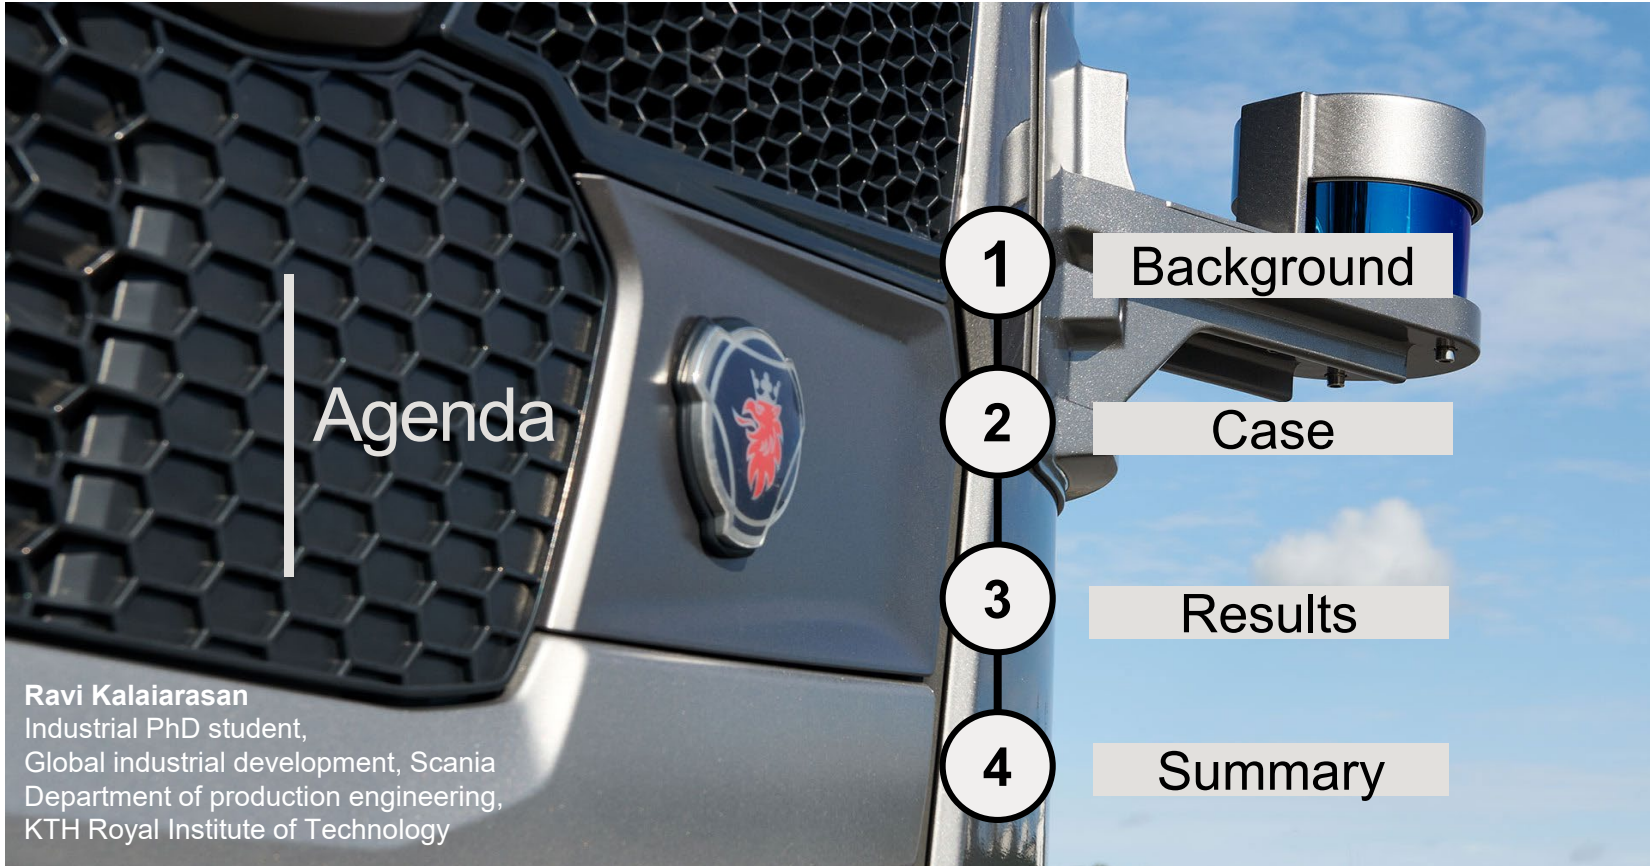 Agenda
1
Background
2
Case
3
Results
4
Summary
Ravi Kalaiarasan
Industrial PhD student,
Global industrial development, Scania
Department of production engineering,
KTH Royal Institute of Technology